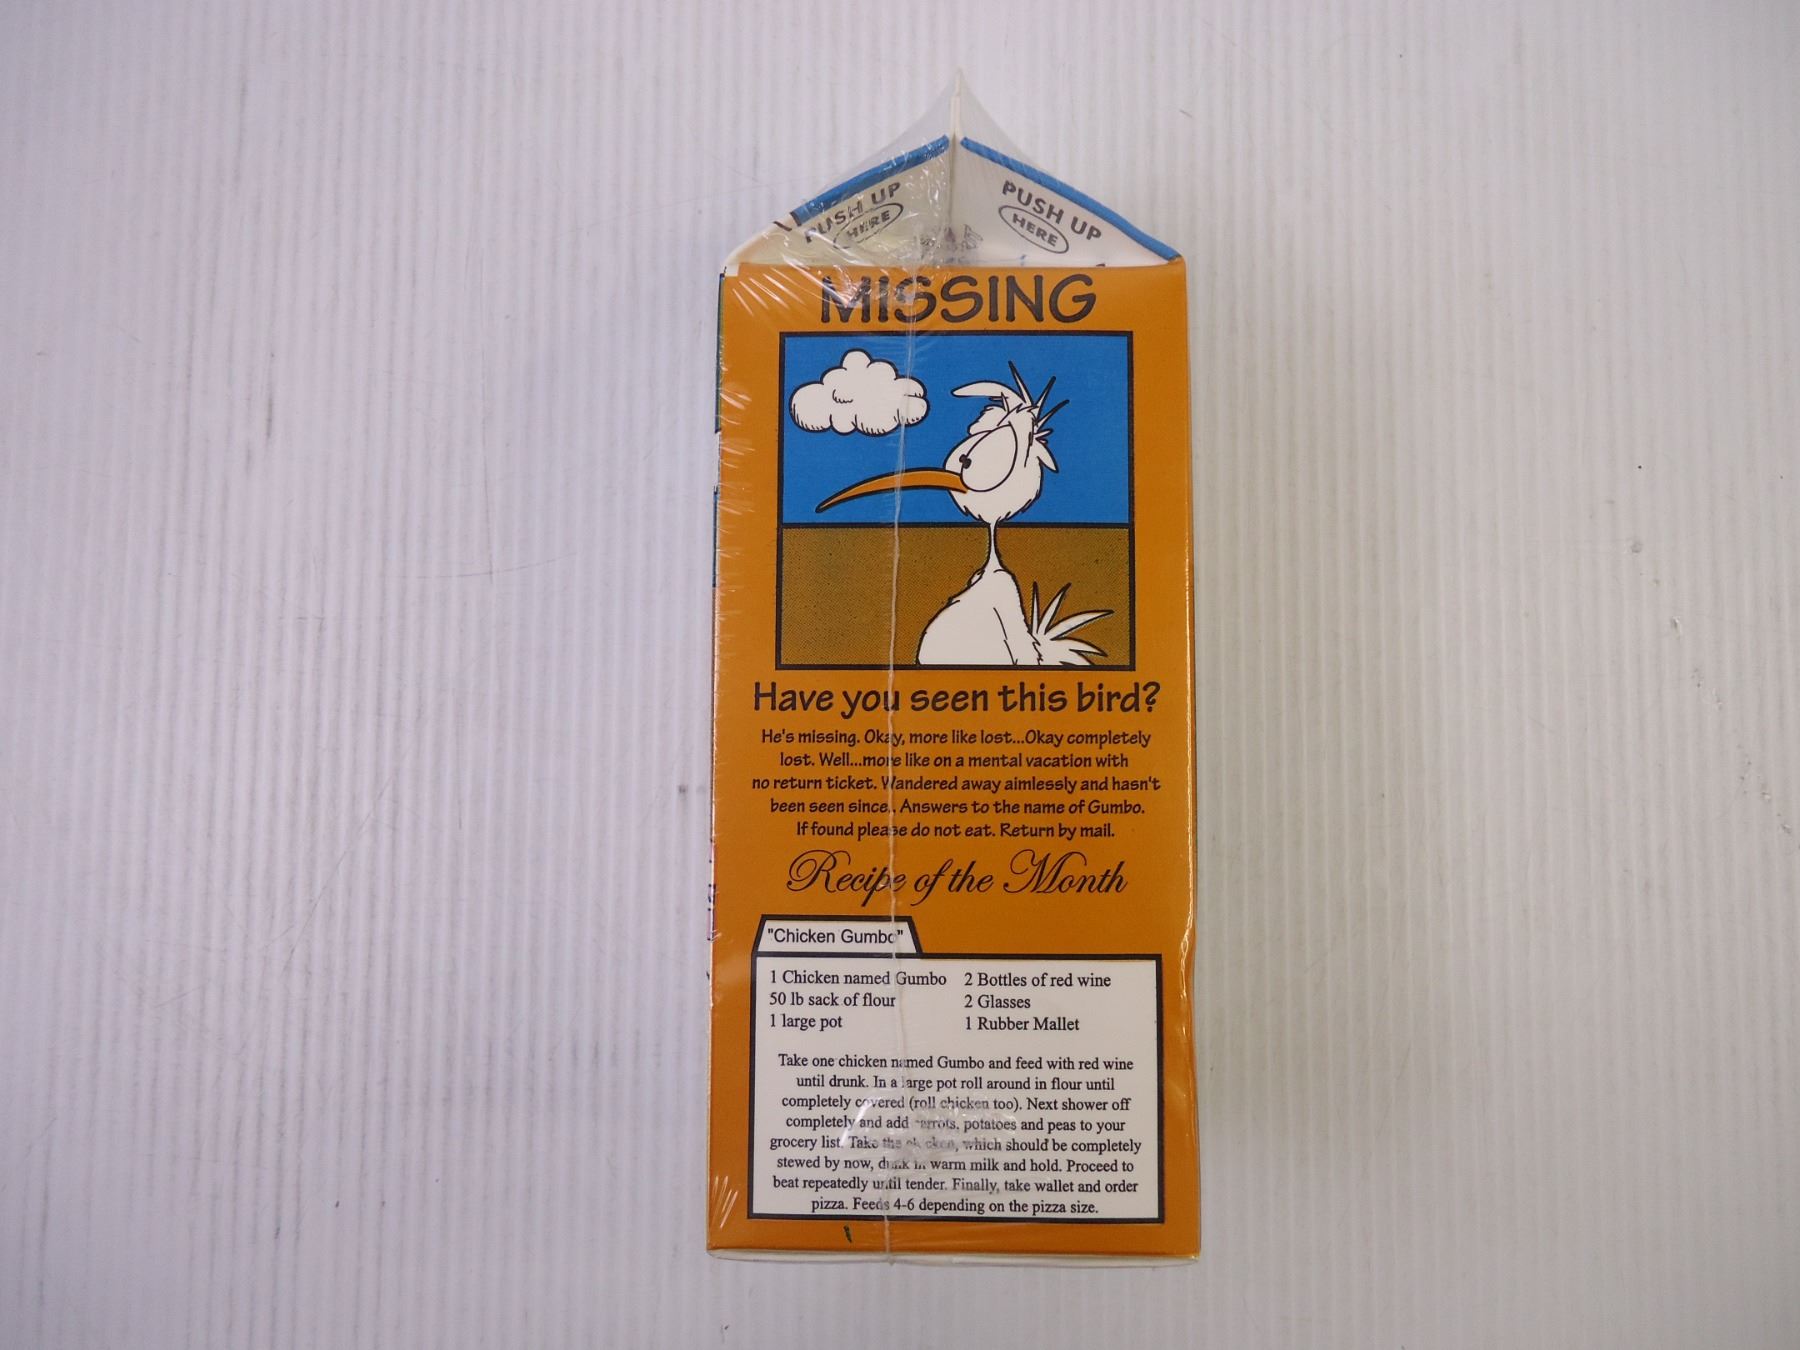 PUSH UP
HERE
PUSH UP
HERE
MISSING
Have you seen this bird?
He's missing. Okay, more like lost...Okay completely
lost. Well...more like on a mental vacation with
no return ticket. Wandered away aimlessly and hasn't
been seen since. Answers to the name of Gumbo.
If found please do not eat. Return by mail.
Recipe of the Month
"Chicken Gumbo"
1 Chicken named Gumbo 2 Bottles of red wine
50 lb sack of flour 2 Glasses
1 large pot 1 Rubber Mallet
Take one chicken named Gumbo and feed with red wine
until drunk. In a large pot roll around in flour until
completely covered (roll chicken too). Next shower off
completely and add carrots, potatoes and peas to your
grocery list. Take the chicken, which should be completely
stewed by now, dunk in warm milk and hold. Proceed to
beat repeatedly until tender. Finally, take wallet and order
pizza. Feeds 4-6 depending on the pizza size.